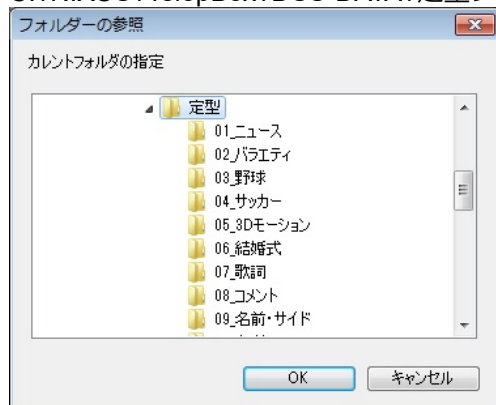 フォルダーの参照
カレントフォルダの指定
定型
01_ニュース
02_バラエティ
03_野球
04_サッカー
05_3Dモーション
06_結婚式
07_歌詞
08_コメント
09_名前・サイド
OK
キャンセル